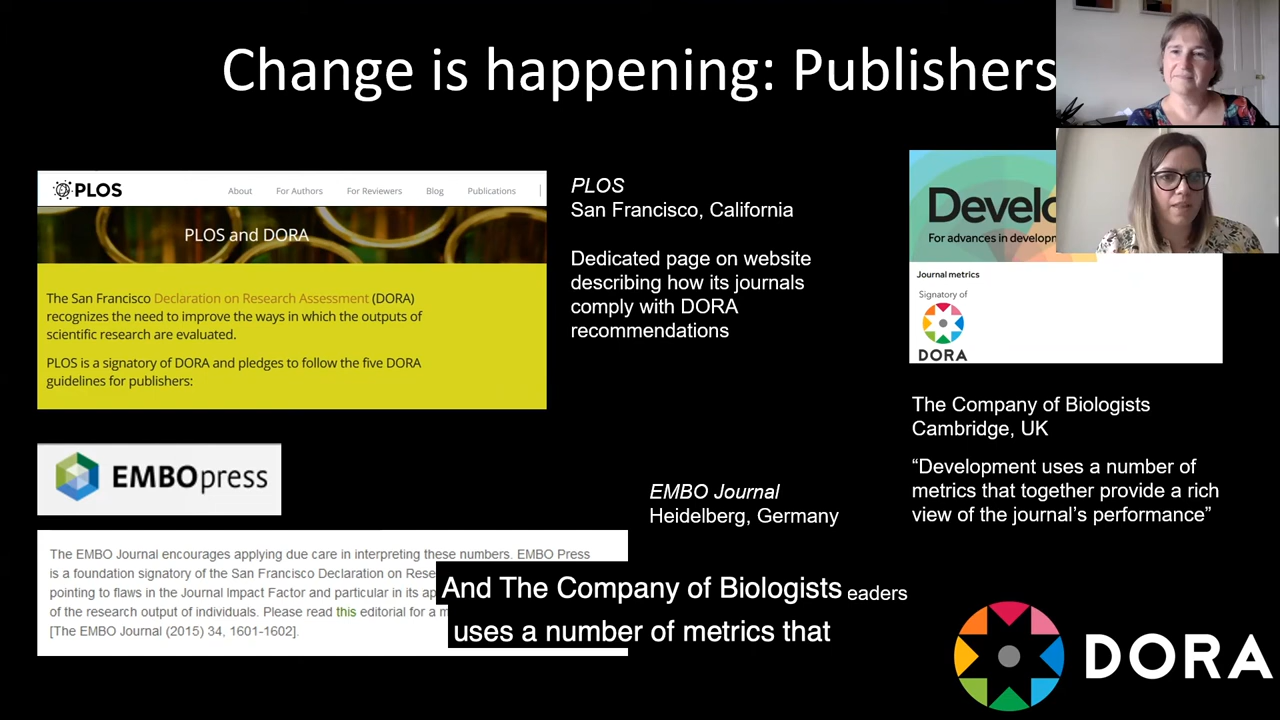 Change is happening: Publishers
PLOS
About For Authors For Reviewers Blog Publications
PLOS and DORA
The San Francisco Declaration on Research Assessment (DORA)
recognizes the need to improve the ways in which the outputs of
scientific research are evaluated.
PLOS is a signatory of DORA and pledges to follow the five DORA
guidelines for publishers:
PLOS
San Francisco, California
Dedicated page on website
describing how its journals
comply with DORA
recommendations
For advances in
Journal metrics
Signatory of
DORA
The Company of Biologists
Cambridge, UK
“Development uses a number of
metrics that together provide a rich
view of the journal’s performance”
EMBOpress
EMBO Journal
Heidelberg, Germany
The EMBO Journal encourages applying due care in interpreting these numbers. EMBO Press
is a foundation signatory of the San Francisco Declaration on
pointing to flaws in the Journal Impact Factor and particular in its
of the research output of individuals. Please read this editorial for a
[The EMBO Journal (2015) 34, 1601-1602].
And The Company of Biologists
uses a number of metrics that
DORA